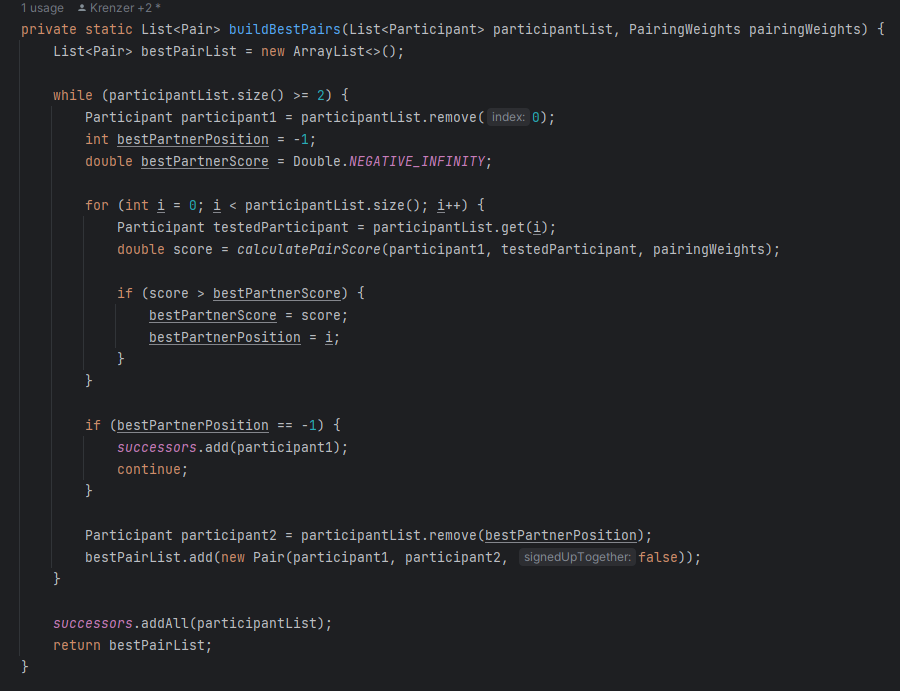 1 usage Krenzer +2 *
private static List<Pair> buildBestPairs(List<Participant> participantList, PairingWeights pairingWeights) {
    List<Pair> bestPairList = new ArrayList<>();

    while (participantList.size() >= 2) {
        Participant participant1 = participantList.remove( index: 0);
        int bestPartnerPosition = -1;
        double bestPartnerScore = Double.NEGATIVE_INFINITY;

        for (int i = 0; i < participantList.size(); i++) {
            Participant testedParticipant = participantList.get(i);
            double score = calculatePairScore(participant1, testedParticipant, pairingWeights);

            if (score > bestPartnerScore) {
                bestPartnerScore = score;
                bestPartnerPosition = i;
            }
        }

        if (bestPartnerPosition == -1) {
            successors.add(participant1);
            continue;
        }

        Participant participant2 = participantList.remove(bestPartnerPosition);
        bestPairList.add(new Pair(participant1, participant2, signedUpTogether: false));
    }

    successors.addAll(participantList);
    return bestPairList;
}